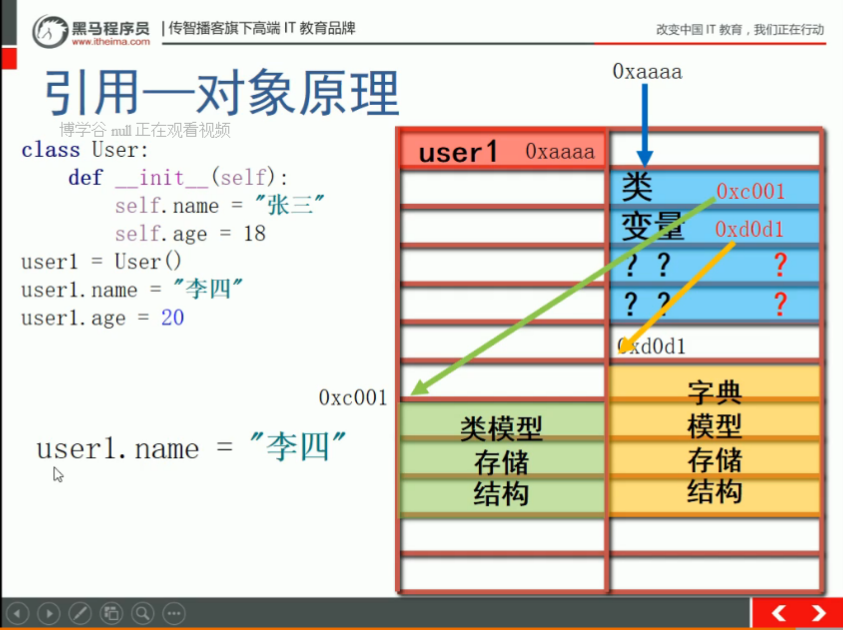 黑马程序员
www.itheima.com
传智播客旗下高端 IT 教育品牌
改变中国 IT 教育，我们正在行动
引用—对象原理
博学谷 null 正在观看视频
class User:
def __init__(self):
self.name = "张三"
self.age = 18
user1 = User()
user1.name = "李四"
user1.age = 20
user1.name = "李四"
0xaaaa
user1 0xaaaa
类 0xc001
变量 0xd0d1
? ? ?
? ? ?
0xd0d1
0xc001
类模型
存储
结构
字典
模型
存储
结构